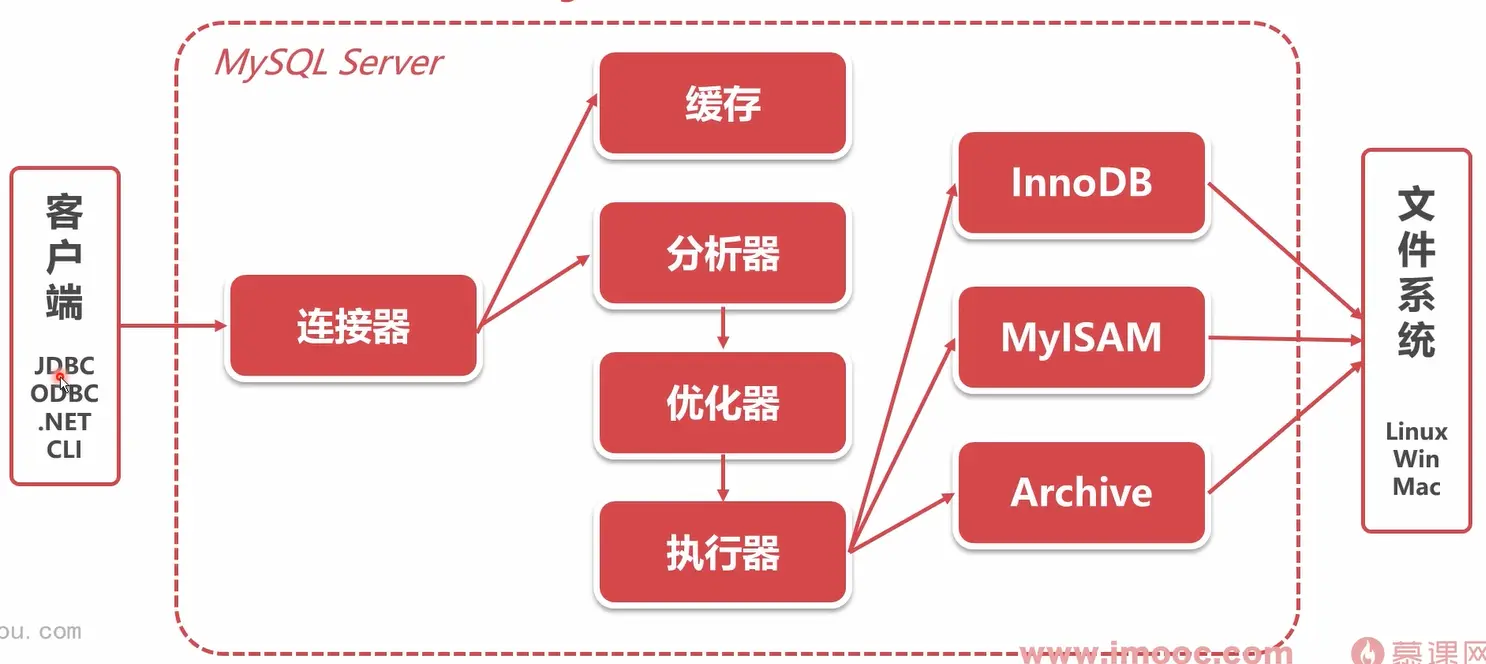 MySQL Server
客户端
JDBC
ODBC
.NET
CLI
连接器
缓存
分析器
优化器
执行器
InnoDB
MyISAM
Archive
文件系统
Linux
Win
Mac
ou.com
www.imooc.com
慕课网